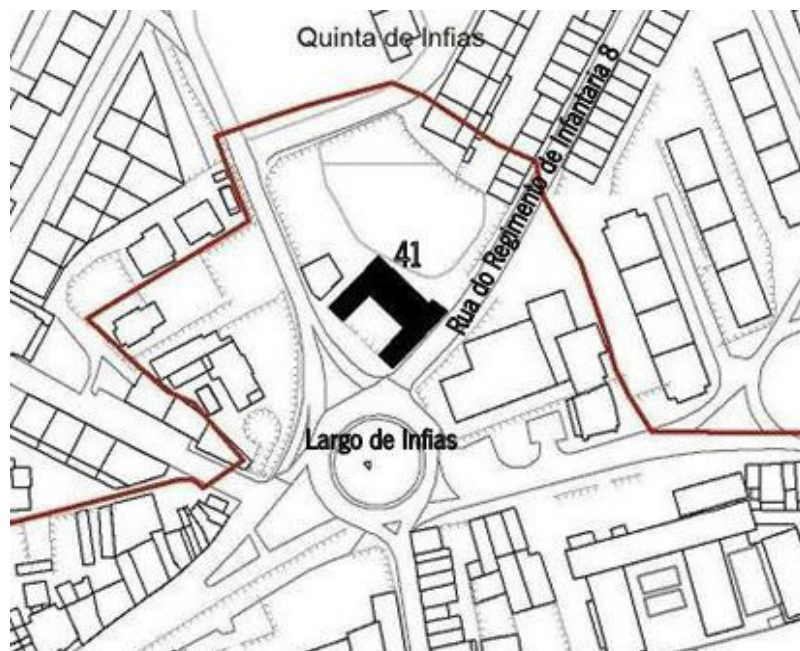 Quinta de Infias
Rua do Regimento de Infantaria 8
41
Largo de Infias